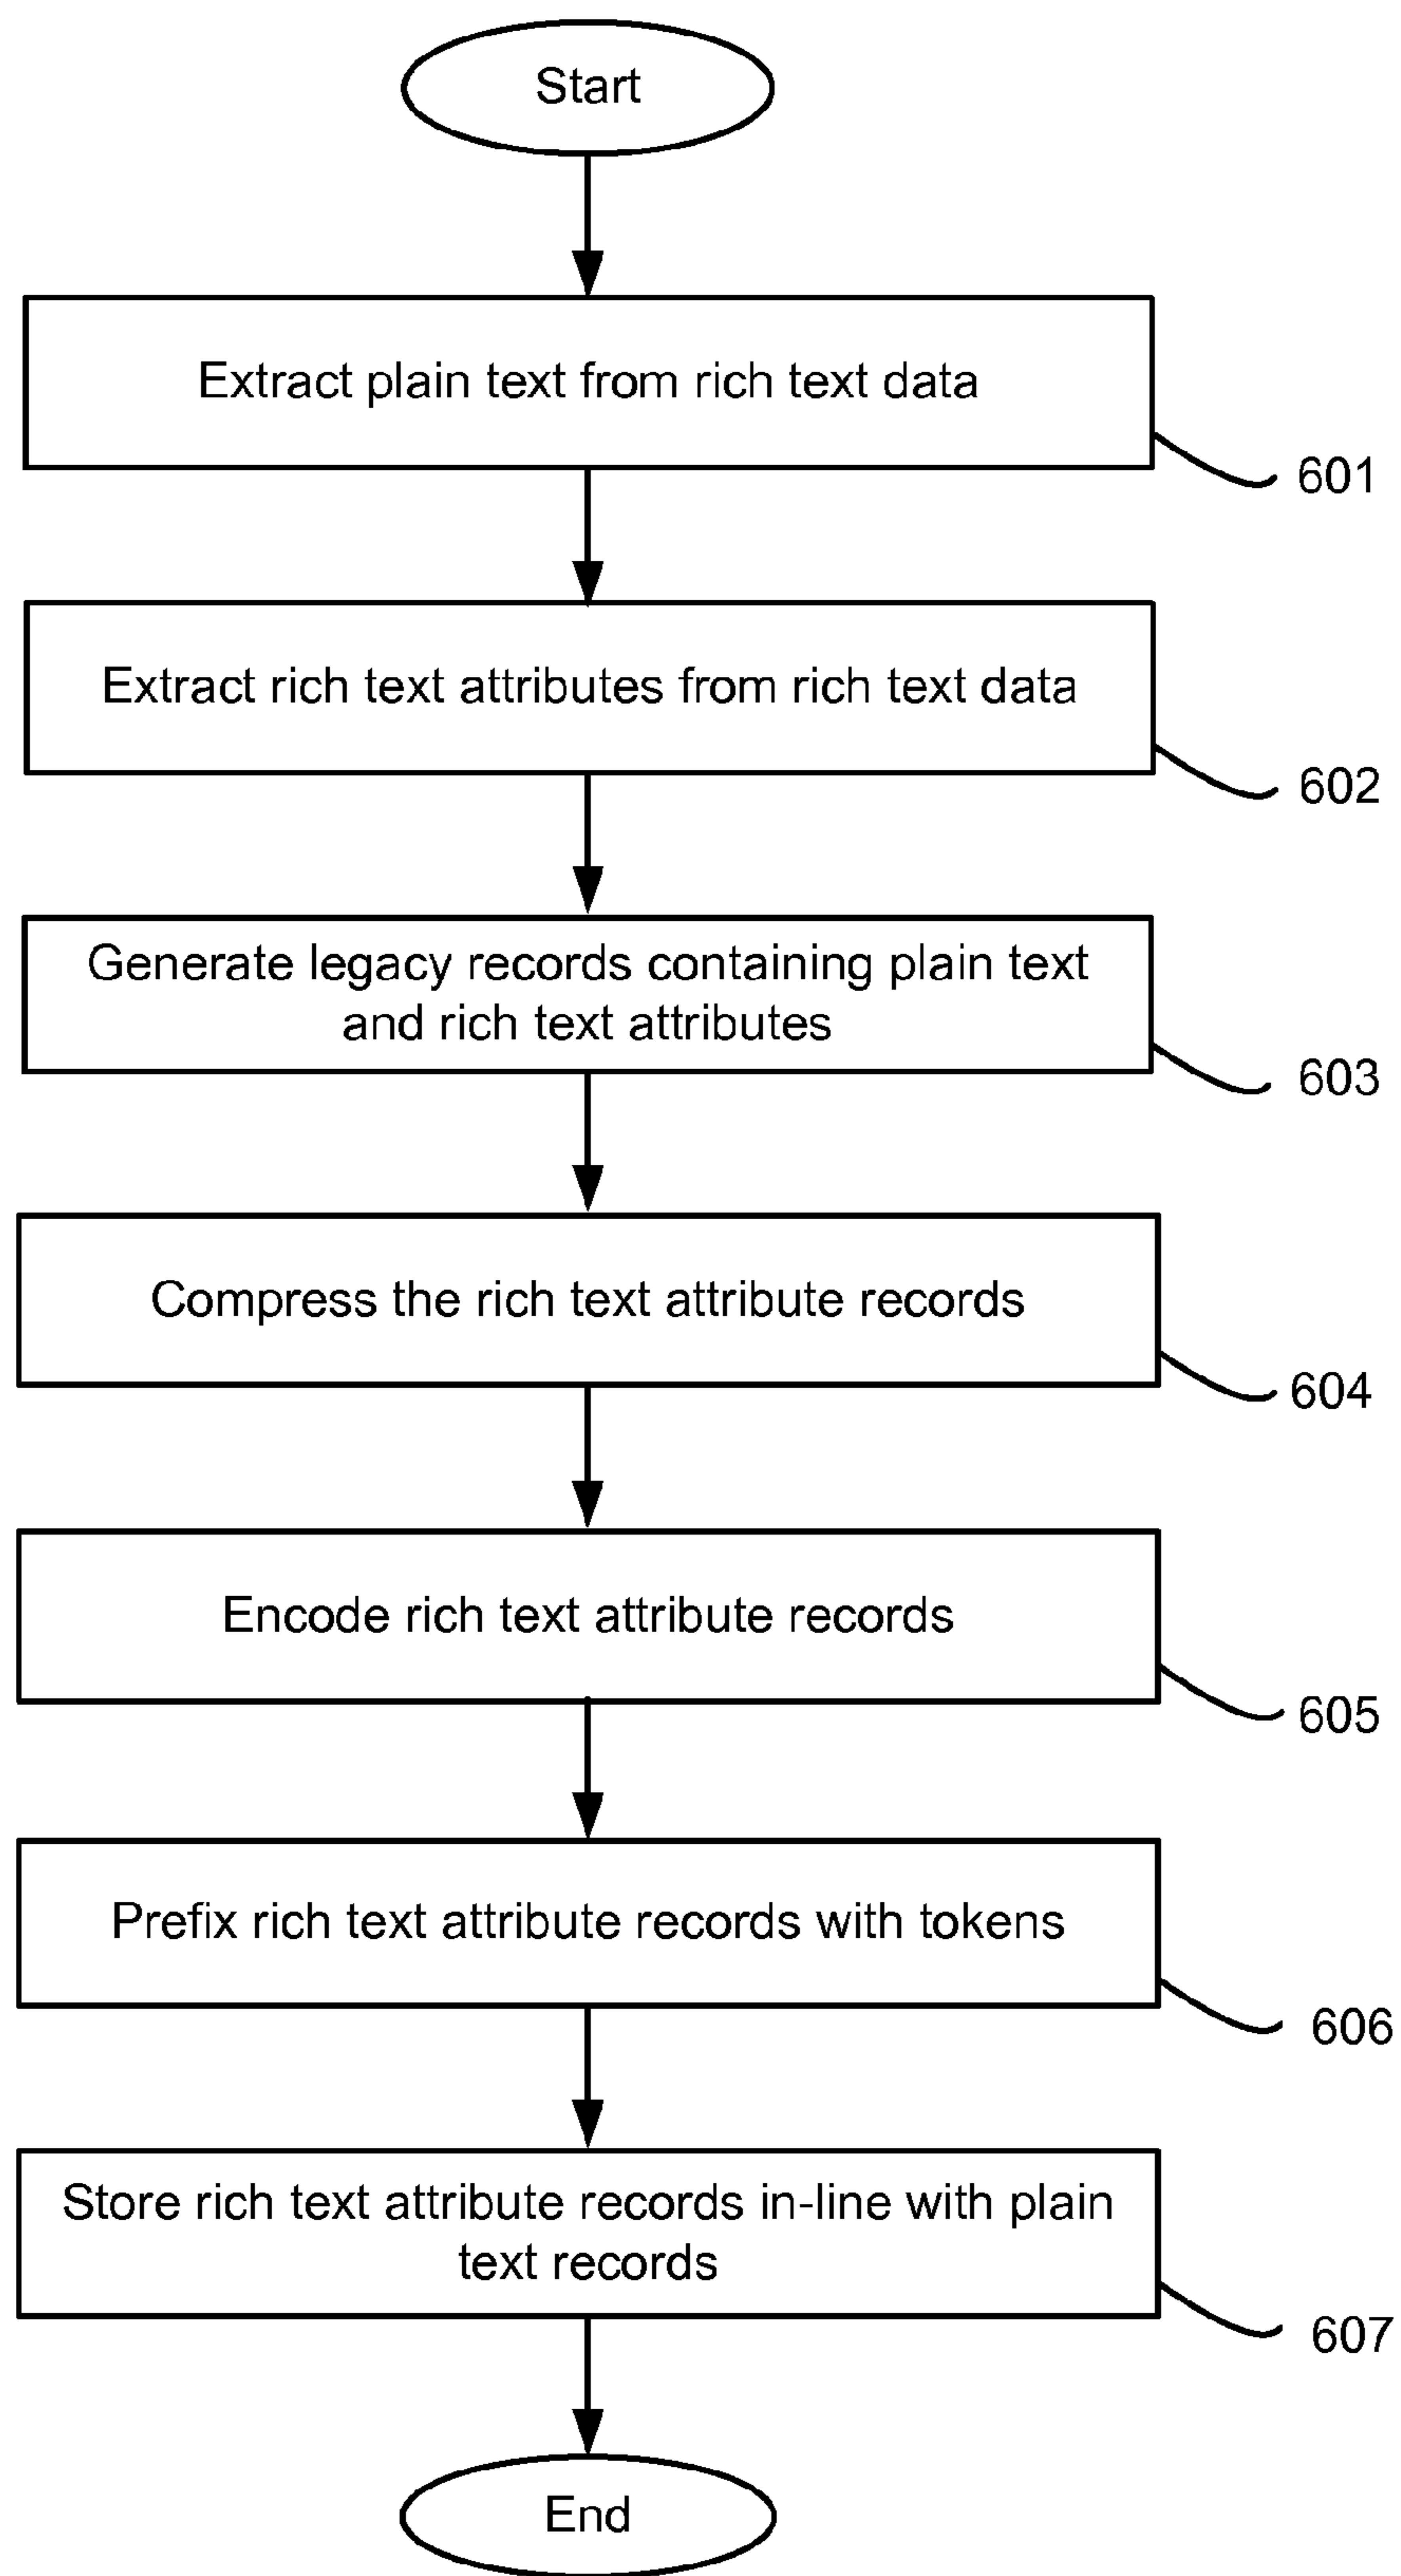 Start
Extract plain text from rich text data
601
Extract rich text attributes from rich text data
602
Generate legacy records containing plain text
and rich text attributes
603
Compress the rich text attribute records
604
Encode rich text attribute records
605
Prefix rich text attribute records with tokens
606
Store rich text attribute records in-line with plain
text records
607
End